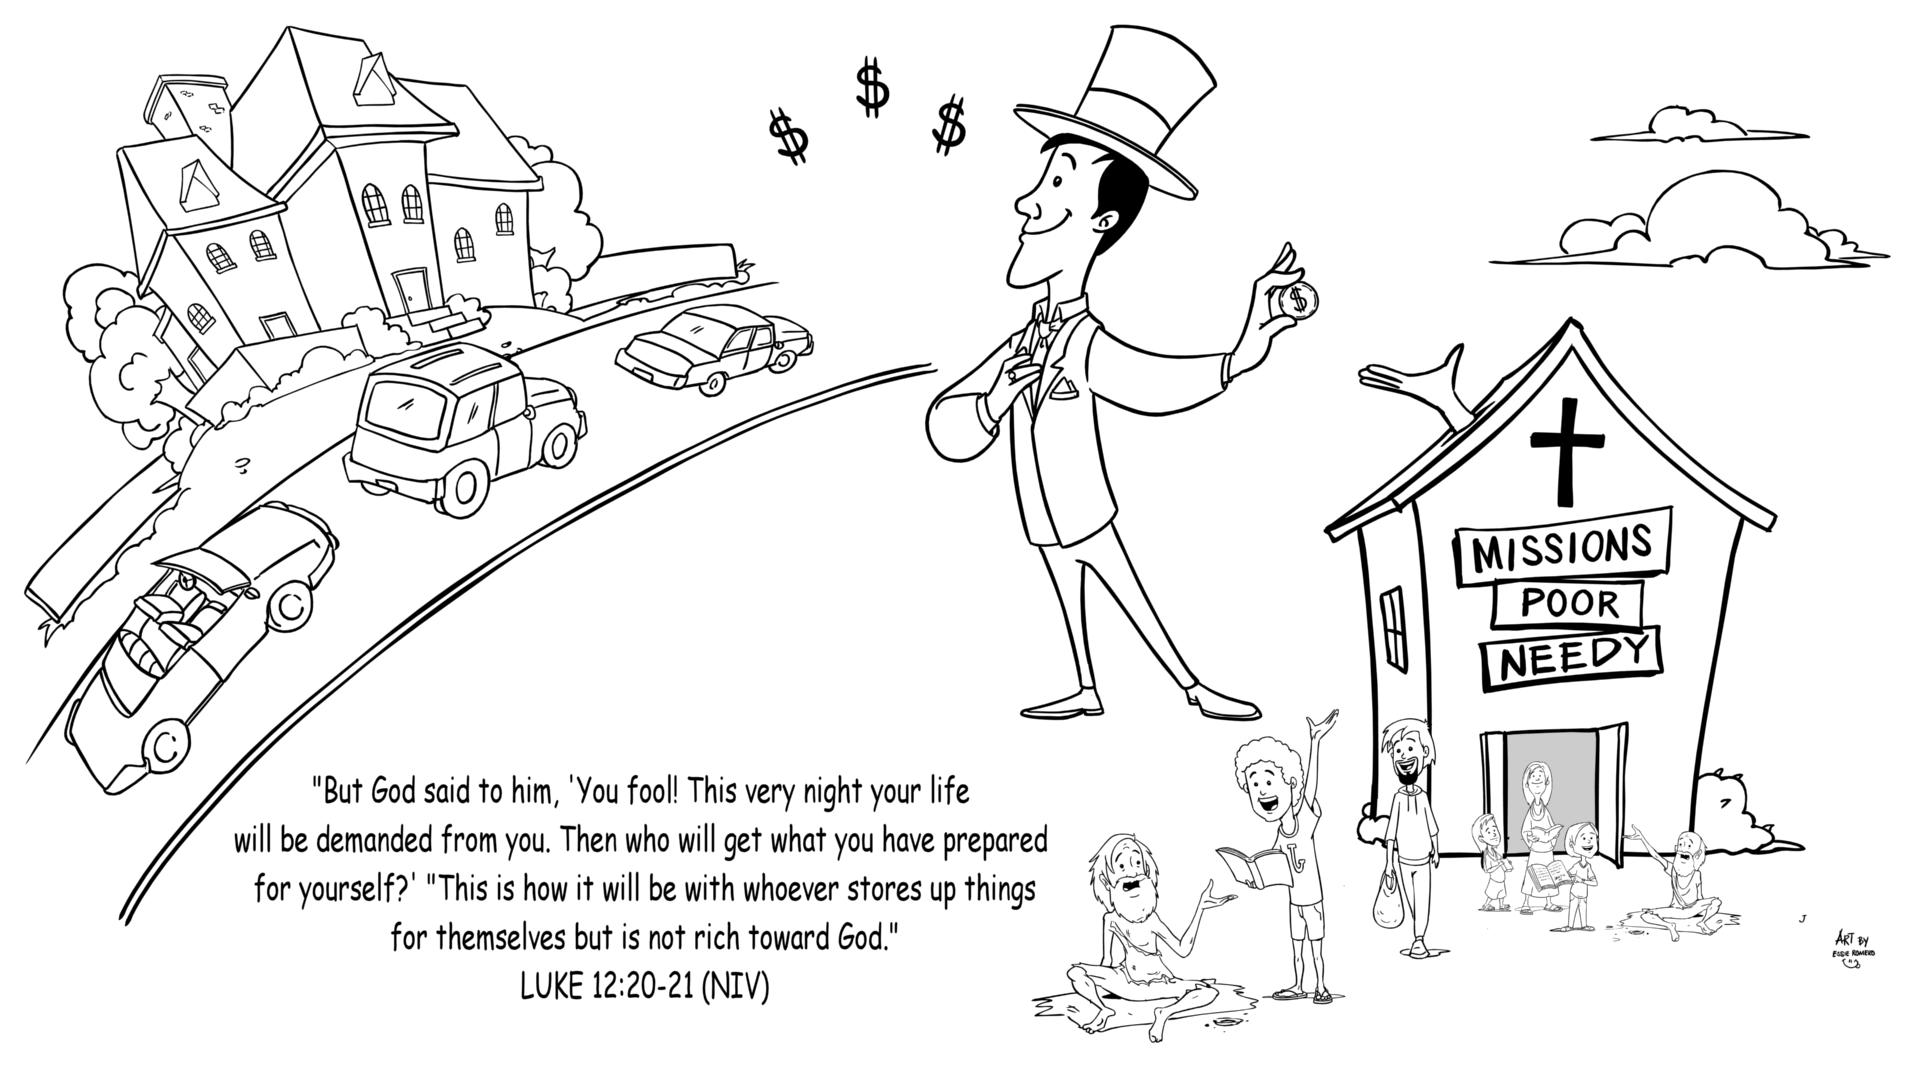 $ $ $
$
MISSIONS
POOR
NEEDY
L
"But God said to him, 'You fool! This very night your life
will be demanded from you. Then who will get what you have prepared
for yourself?' "This is how it will be with whoever stores up things
for themselves but is not rich toward God."
LUKE 12:20-21 (NIV)
J
ART BY
EDDIE ROMERO